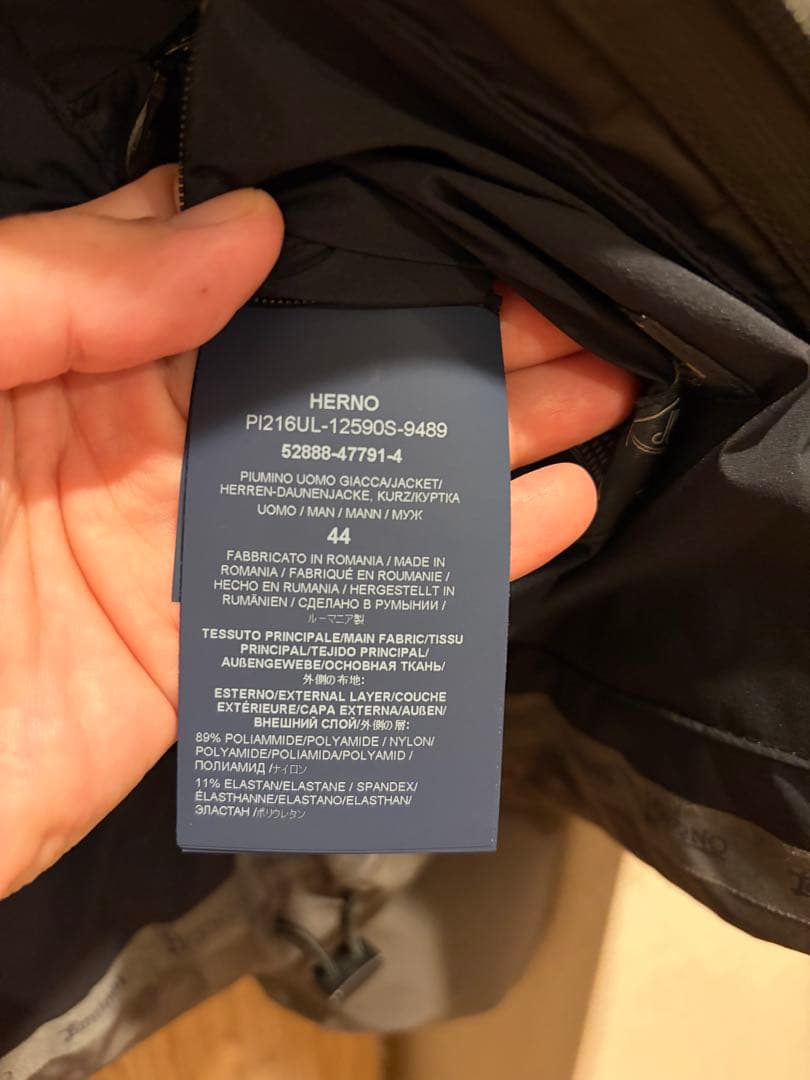 HERNO
PI216UL-12590S-9489
52888-47791-4
PIUMINO UOMO GIACCA/JACKET/
HERREN-DAUNENJACKE, KURZ/КУРТКА
UOMO / MAN / MANN / МУЖ
44
FABBRICATO IN ROMANIA / MADE IN
ROMANIA / FABRIQUÉ EN ROUMANIE /
HECHO EN RUMANIA / HERGESTELLT IN
RUMÄNIEN / СДЕЛАНО В РУМЫНИИ /
ルーマニア製
TESSUTO PRINCIPALE/MAIN FABRIC/TISSU
PRINCIPAL/TEJIDO PRINCIPAL/
AUßENGEWEBE/ОСНОВНАЯ ТКАНЬ/
外側の布地:
ESTERNO/EXTERNAL LAYER/COUCHE
EXTÉRIEURE/CAPA EXTERNA/AUßEN/
ВНЕШНИЙ СЛОЙ/外側の層:
89% POLIAMMIDE/POLYAMIDE / NYLON/
POLYAMIDE/POLIAMIDA/POLYAMID /
ПОЛИАМИД /ナイロン
11% ELASTAN/ELASTANE / SPANDEX/
ÉLASTHANNE/ELASTANO/ELASTHAN/
ЭЛАСТАН /ポリウレタン